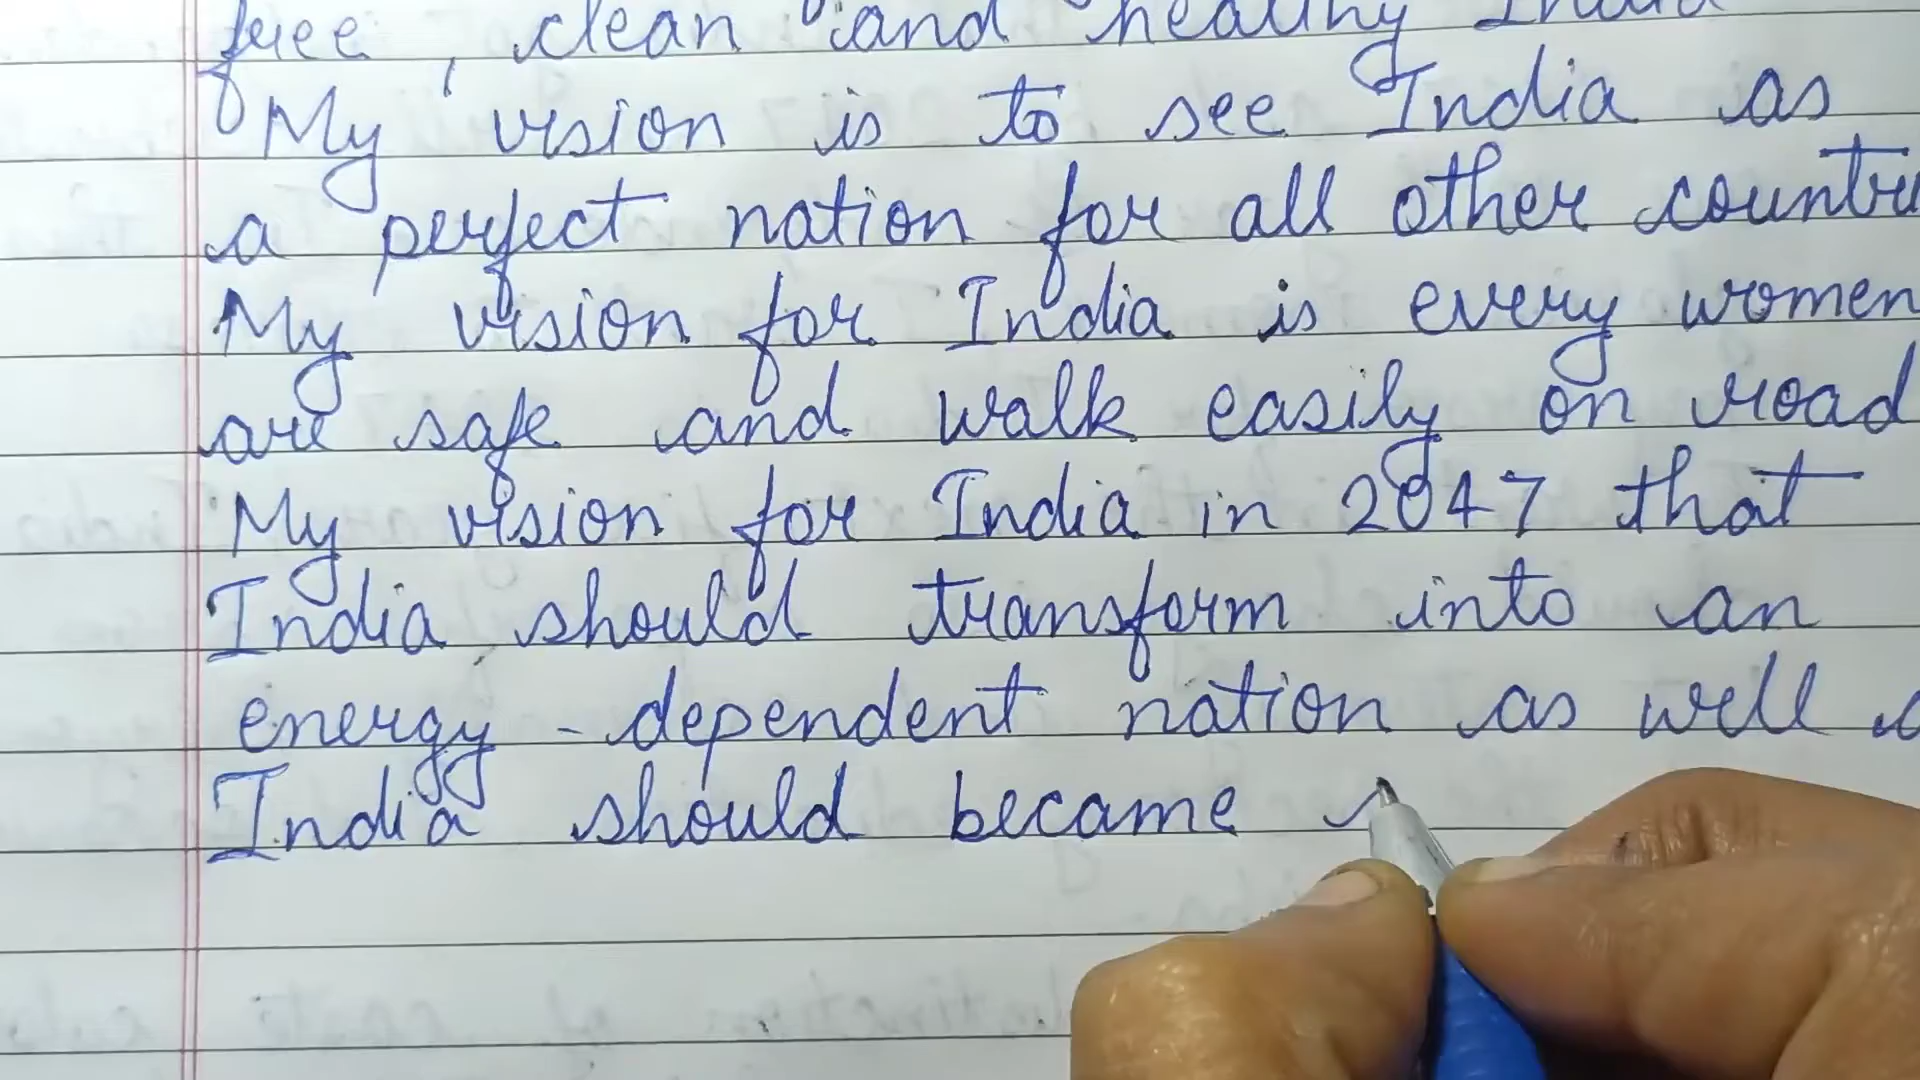 free, clean and healthy India
My vision is to see India as
a perfect nation for all other
My vision for India is every women
are safe and walk easily on road
My vision for India in 2047 that
India should transform into an
energy-dependent nation as well
India should became